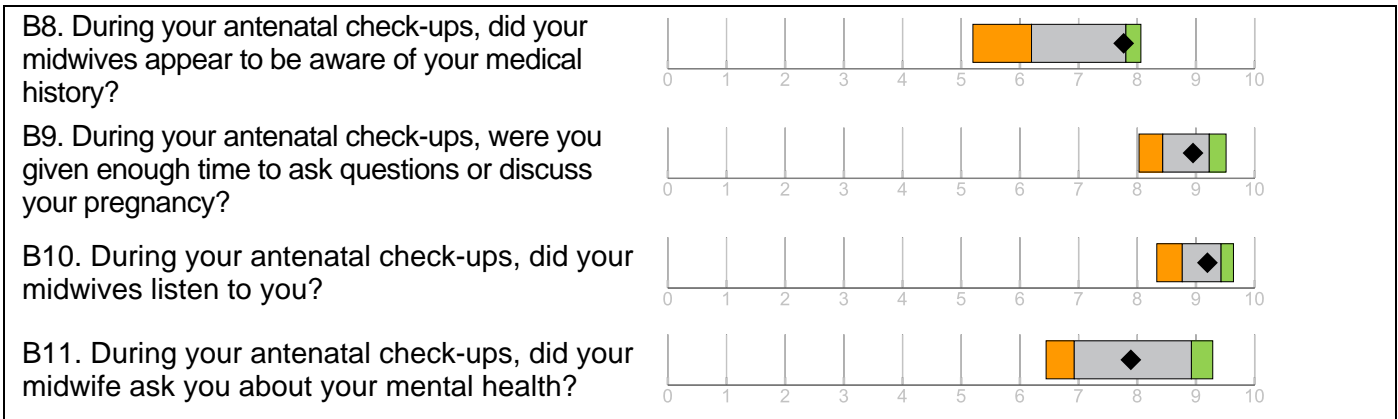 B8. During your antenatal check-ups, did your
midwives appear to be aware of your medical
history?
0 1 2 3 4 5 6 7 8 9 10
B9. During your antenatal check-ups, were you
given enough time to ask questions or discuss
your pregnancy?
0 1 2 3 4 5 6 7 8 9 10
B10. During your antenatal check-ups, did your
midwives listen to you?
0 1 2 3 4 5 6 7 8 9 10
B11. During your antenatal check-ups, did your
midwife ask you about your mental health?
0 1 2 3 4 5 6 7 8 9 10